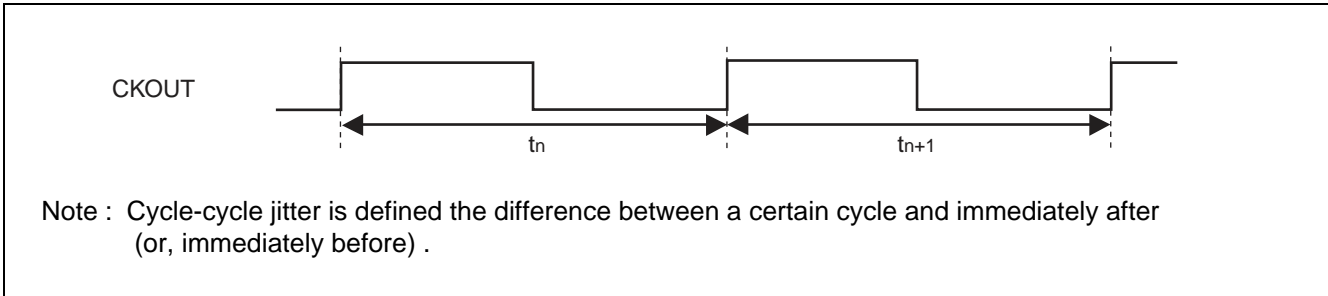 CKOUT
tn
tn+1
Note : Cycle-cycle jitter is defined the difference between a certain cycle and immediately after
(or, immediately before) .